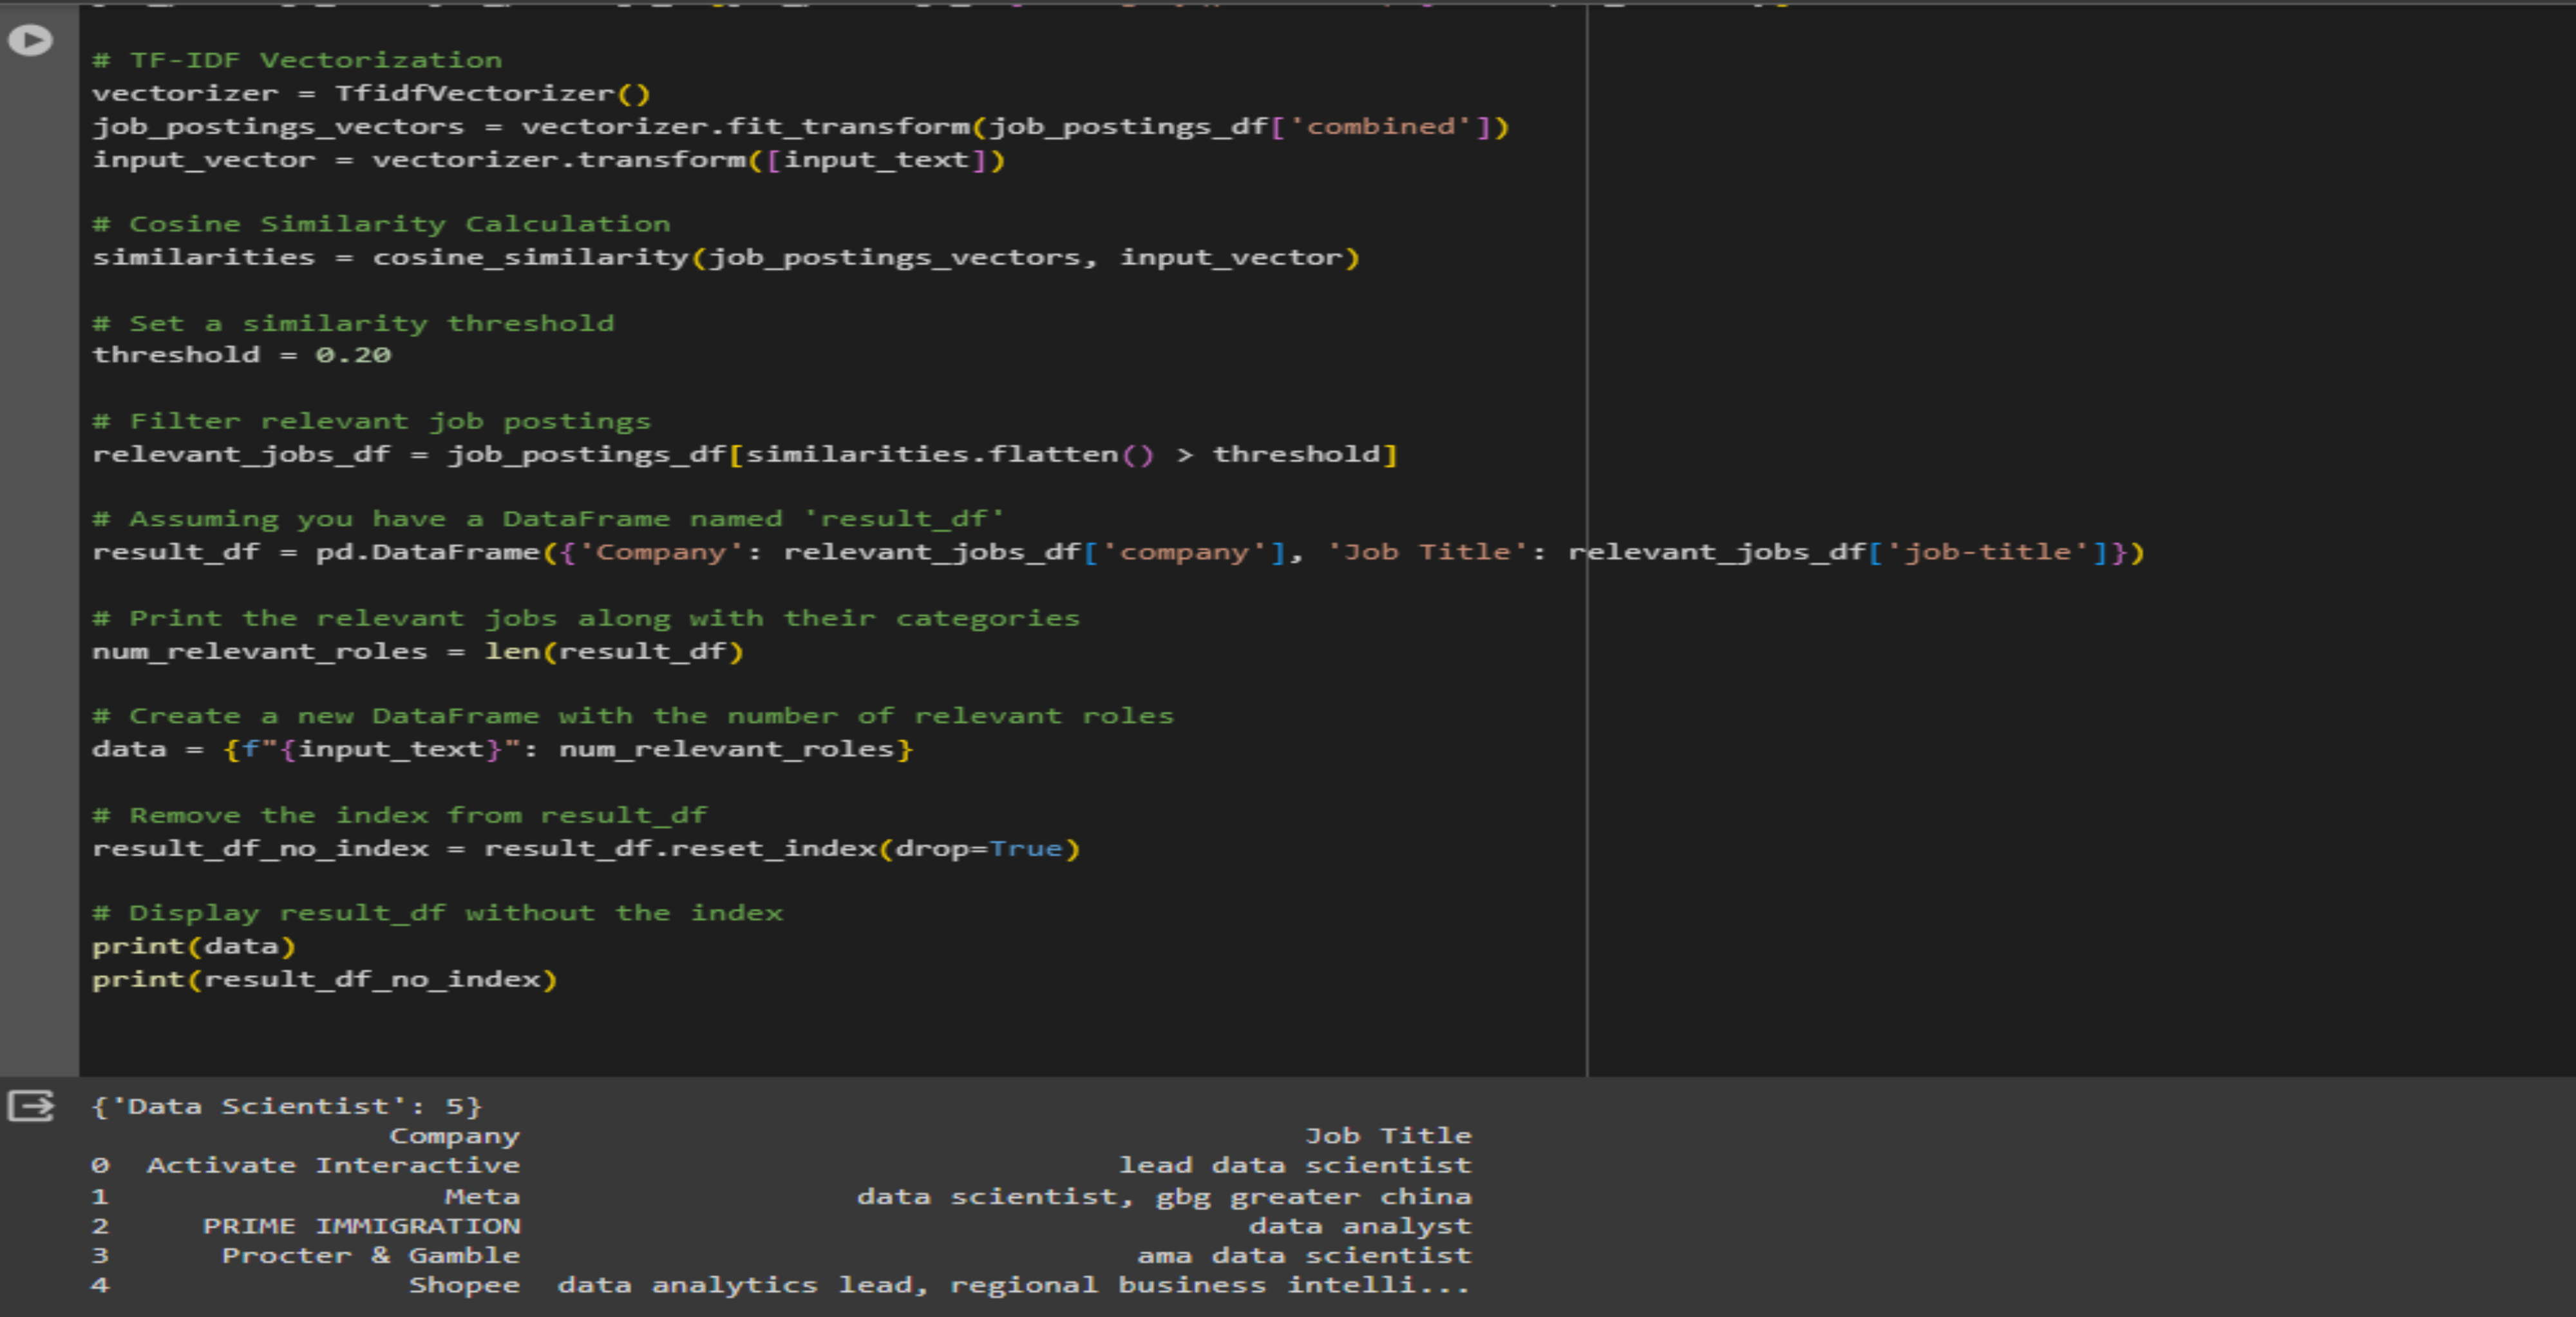 # TF-IDF Vectorization
vectorizer = TfidfVectorizer()
job_postings_vectors = vectorizer.fit_transform(job_postings_df['combined'])
input_vector = vectorizer.transform([input_text])
# Cosine Similarity Calculation
similarities = cosine_similarity(job_postings_vectors, input_vector)
# Set a similarity threshold
threshold = 0.20
# Filter relevant job postings
relevant_jobs_df = job_postings_df[similarities.flatten() > threshold]
# Assuming you have a DataFrame named 'result_df'
result_df = pd.DataFrame({'Company': relevant_jobs_df['company'], 'Job Title': relevant_jobs_df['job-title']})
# Print the relevant jobs along with their categories
num_relevant_roles = len(result_df)
# Create a new DataFrame with the number of relevant roles
data = {f"{input_text}": num_relevant_roles}
# Remove the index from result_df
result_df_no_index = result_df.reset_index(drop=True)
# Display result_df without the index
print(data)
print(result_df_no_index)
{'Data Scientist': 5}
Company Job Title
0 Activate Interactive lead data scientist
1 Meta data scientist, gbg greater china
2 PRIME IMMIGRATION data analyst
3 Procter & Gamble ama data scientist
4 Shopee data analytics lead, regional business intelli...